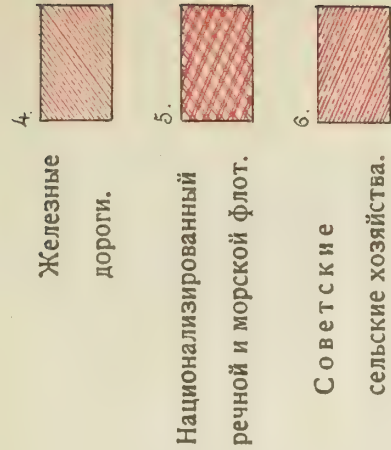 4.
Железные
дороги.
5.
Национализированный
речной и морской флот.
6.
Советские
сельские хозяйства.